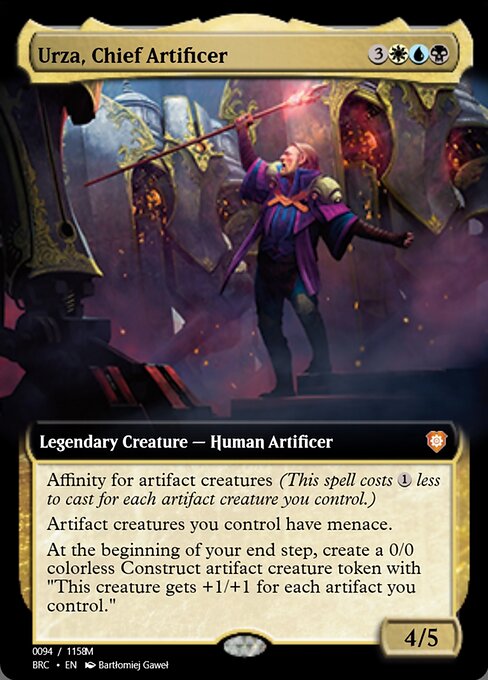 Urza, Chief Artificer 3
Legendary Creature — Human Artificer
Affinity for artifact creatures (This spell costs 1 less
to cast for each artifact creature you control.)
Artifact creatures you control have menace.
At the beginning of your end step, create a 0/0
colorless Construct artifact creature token with
"This creature gets +1/+1 for each artifact you
control."
4/5
0094 / 1158M
BRC • EN Bartłomiej Gaweł